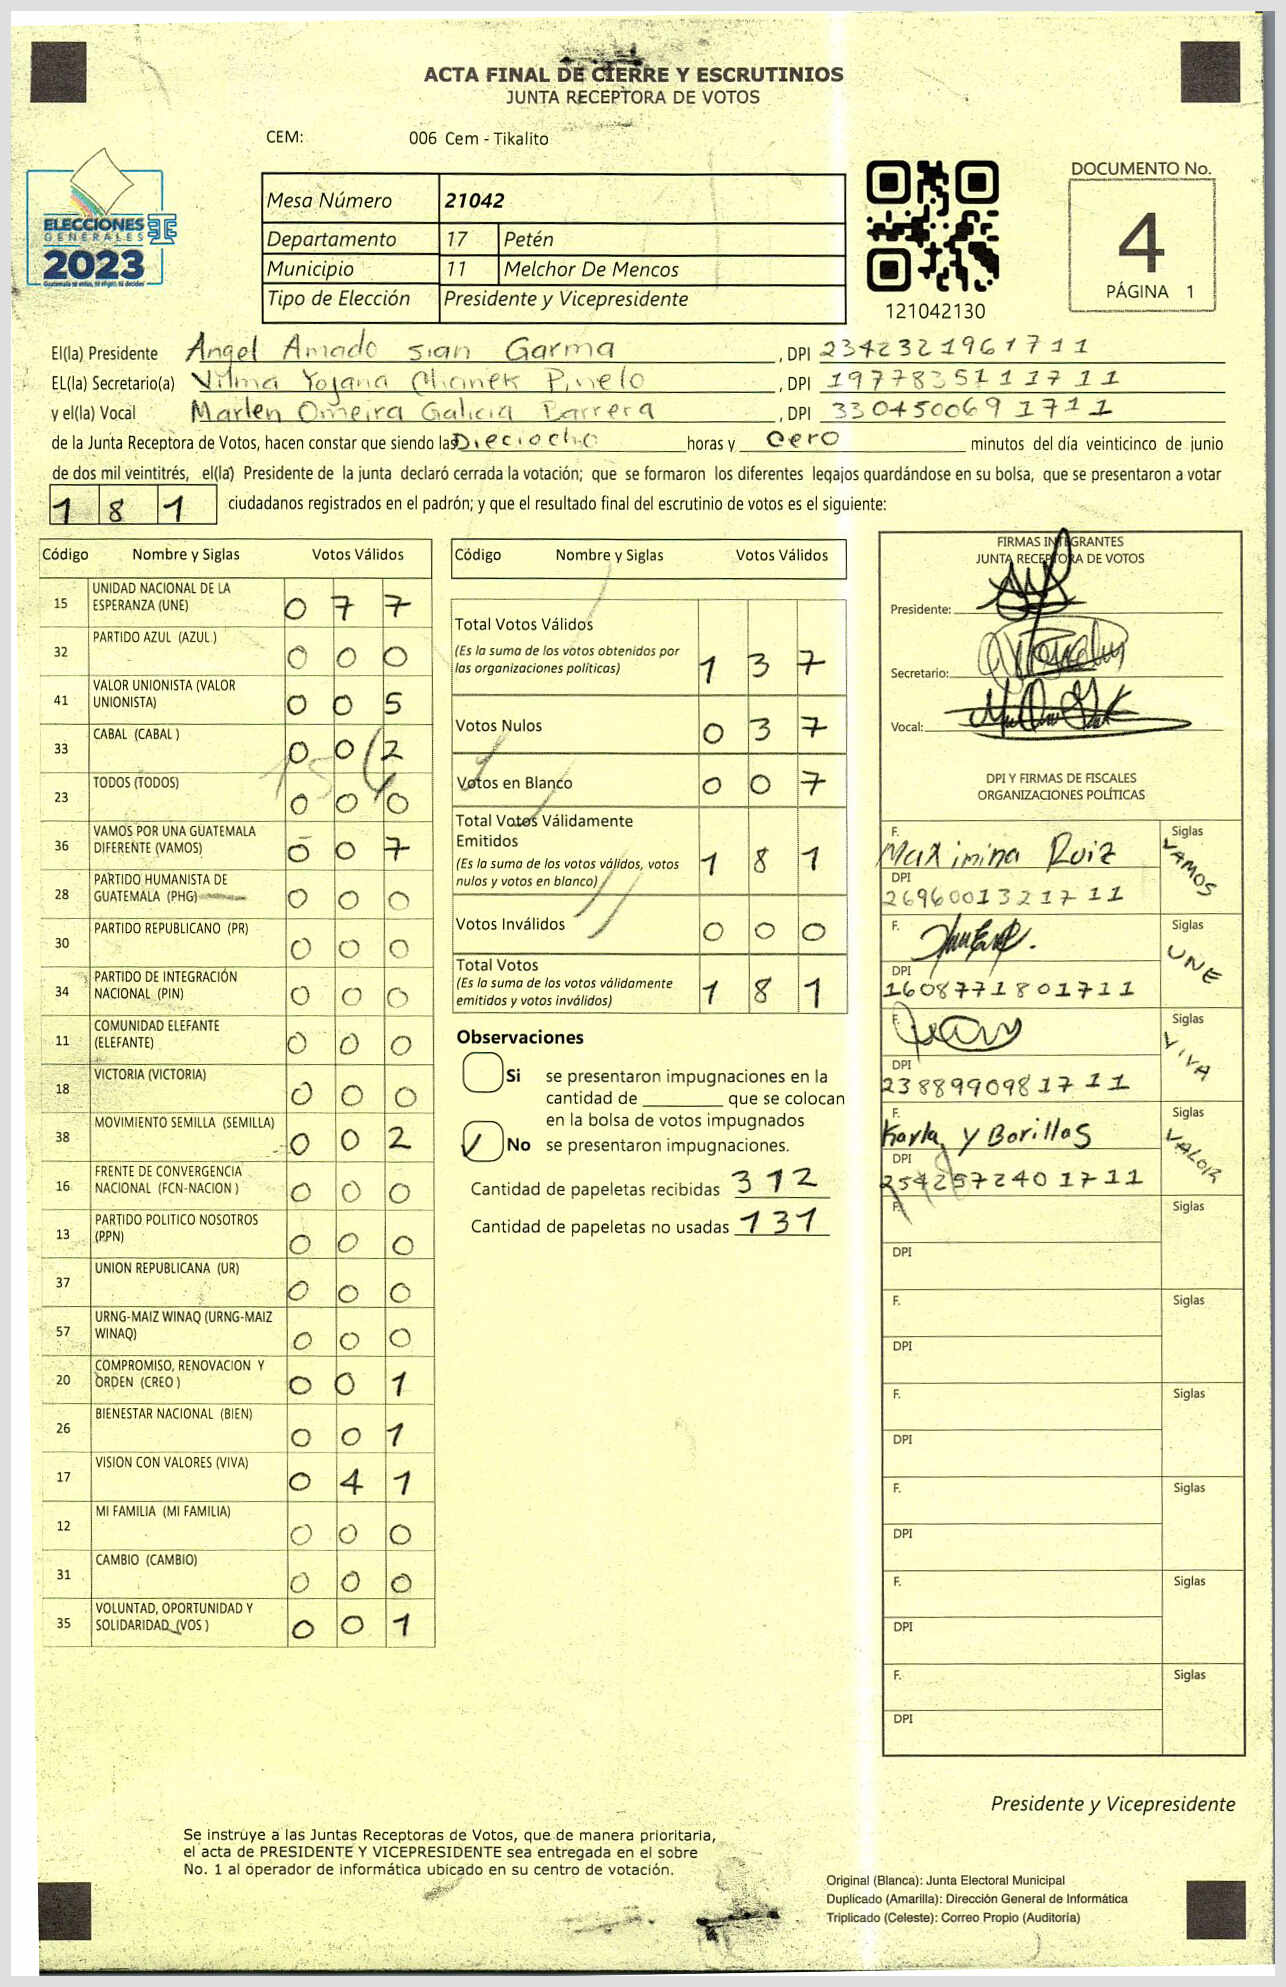 ACTA FINAL DE CIERRE Y ESCRUTINIOS
JUNTA RECEPTORA DE VOTOS
CEM: 006 Cem - Tikalito
ELECCIONES
GENERALES
2023
Guatemala se antes, té eliges, té decides
Mesa Número 21042
Departamento 17 Petén
Municipio 11 Melchor De Mencos
Tipo de Elección Presidente y Vicepresidente
121042130
DOCUMENTO No.
4
PÁGINA 1
El(la) Presidente Angel Amado sian Garma, DPI 2342321961711
EL(la) Secretario(a) Vilma Yojana Chanek Pinelo, DPI 1977835111711
y el(la) Vocal Marlen Omeira Galicia Barrera, DPI 3304500691711
de la Junta Receptora de Votos, hacen constar que siendo las Dieciocho horas y cero minutos del día veinticinco de junio
de dos mil veintitrés, el(la) Presidente de la junta declaró cerrada la votación; que se formaron los diferentes legajos guardándose en su bolsa, que se presentaron a votar
181 ciudadanos registrados en el padrón; y que el resultado final del escrutinio de votos es el siguiente:
Código Nombre y Siglas Votos Válidos
15 UNIDAD NACIONAL DE LA ESPERANZA (UNE) 0 7 7
32 PARTIDO AZUL (AZUL ) 0 0 0
41 VALOR UNIONISTA (VALOR UNIONISTA) 0 0 5
33 CABAL (CABAL ) 0 0 2
23 TODOS (TODOS) 0 0 0
36 VAMOS POR UNA GUATEMALA DIFERENTE (VAMOS) 0 0 7
28 PARTIDO HUMANISTA DE GUATEMALA (PHG) 0 0 0
30 PARTIDO REPUBLICANO (PR) 0 0 0
34 PARTIDO DE INTEGRACIÓN NACIONAL (PIN) 0 0 0
11 COMUNIDAD ELEFANTE (ELEFANTE) 0 0 0
18 VICTORIA (VICTORIA) 0 0 0
38 MOVIMIENTO SEMILLA (SEMILLA) 0 0 2
16 FRENTE DE CONVERGENCIA NACIONAL (FCN-NACION ) 0 0 0
13 PARTIDO POLITICO NOSOTROS (PPN) 0 0 0
37 UNION REPUBLICANA (UR) 0 0 0
57 URNG-MAIZ WINAQ (URNG-MAIZ WINAQ) 0 0 0
20 COMPROMISO, RENOVACION Y ORDEN (CREO ) 0 0 1
26 BIENESTAR NACIONAL (BIEN) 0 0 1
17 VISION CON VALORES (VIVA) 0 4 1
12 MI FAMILIA (MI FAMILIA) 0 0 0
31 CAMBIO (CAMBIO) 0 0 0
35 VOLUNTAD, OPORTUNIDAD Y SOLIDARIDAD (VOS ) 0 0 1
Código Nombre y Siglas Votos Válidos
Total Votos Válidos 1 3 7
(Es la suma de los votos obtenidos por
las organizaciones políticas)
Votos Nulos 0 3 7
Votos en Blanco 0 0 7
Total Votos Válidamente
Emitidos 1 8 1
(Es la suma de los votos válidos, votos
nulos y votos en blanco)
Votos Inválidos 0 0 0
Total Votos 1 8 1
(Es la suma de los votos válidamente
emitidos y votos inválidos)
Observaciones
Si se presentaron impugnaciones en la
cantidad de ________ que se colocan
en la bolsa de votos impugnados
No se presentaron impugnaciones.
Cantidad de papeletas recibidas 312
Cantidad de papeletas no usadas 131
FIRMAS INTEGRANTES
JUNTA RECEPTORA DE VOTOS
Presidente:
Secretario:
Vocal:
DPI Y FIRMAS DE FISCALES
ORGANIZACIONES POLÍTICAS
F. Maximina Ruiz Siglas VAMOS
DPI 2696001321711
F. Siglas UNE
DPI 1608771801711
F. Siglas VIVA
DPI 2388990981711
F. Karla Y Borillas Siglas VALOR
DPI 2542572401711
F. Siglas
DPI
F. Siglas
DPI
F. Siglas
DPI
F. Siglas
DPI
F. Siglas
DPI
F. Siglas
DPI
Presidente y Vicepresidente
Se instruye a las Juntas Receptoras de Votos, que de manera prioritaria,
el acta de PRESIDENTE Y VICEPRESIDENTE sea entregada en el sobre
No. 1 al operador de informática ubicado en su centro de votación.
Original (Blanca): Junta Electoral Municipal
Duplicado (Amarilla): Dirección General de Informática
Triplicado (Celeste): Correo Propio (Auditoría)